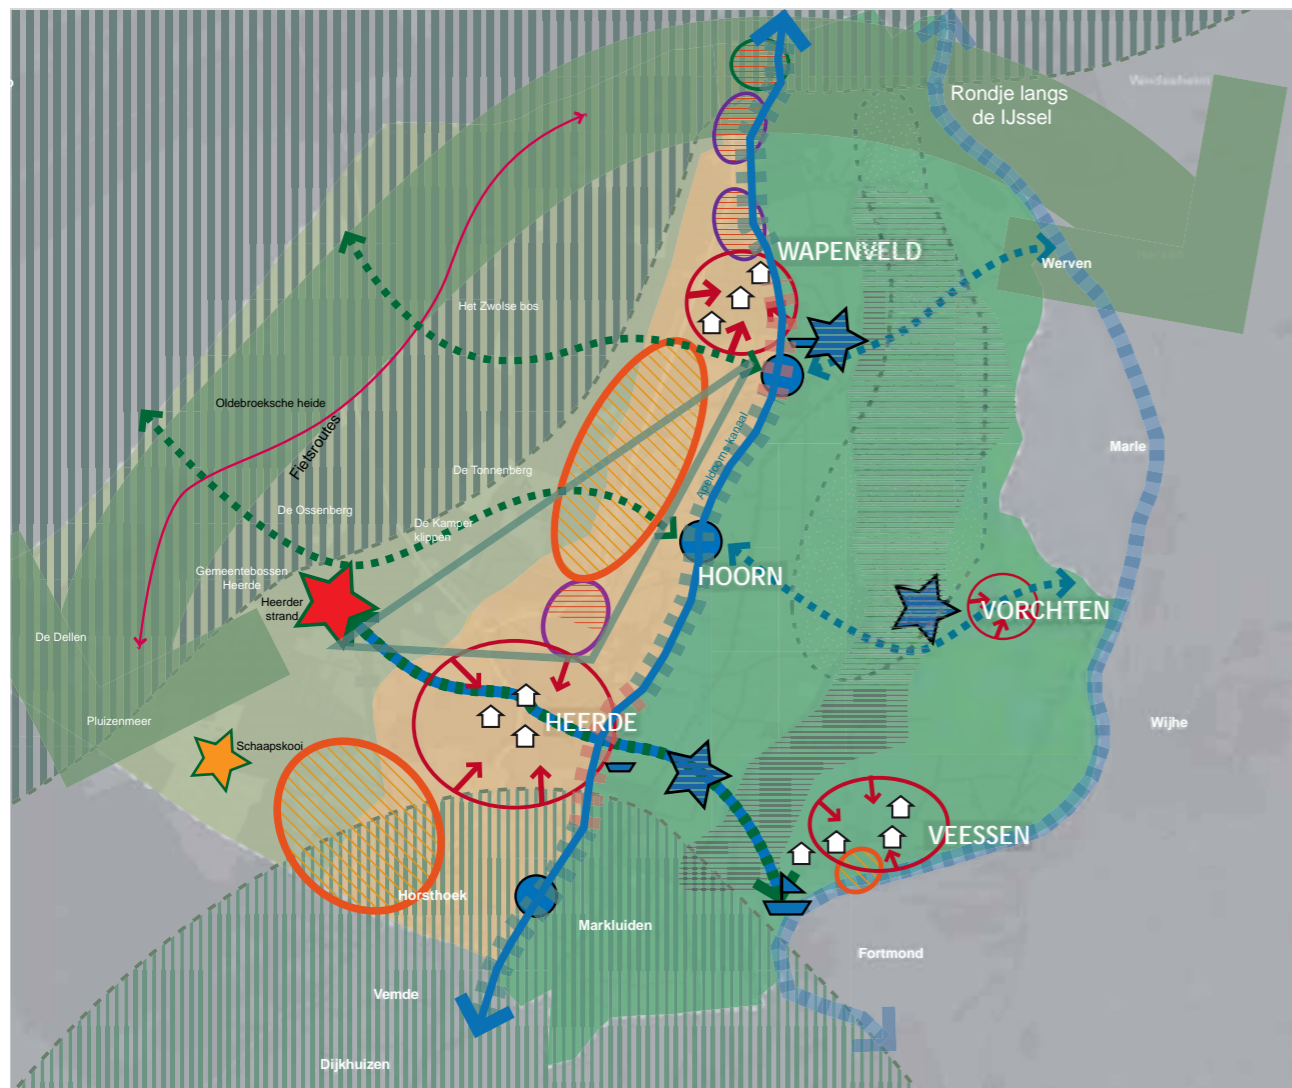 Rondje langs
de IJssel
WAPENVELD
Werven
Het Zwolse bos
Oldebroeksche heide
Fietsroutes
Apeldoorns kanaal
Marle
De Tonnenberg
De Ossenberg
De Kamper
klippen
Gemeentebossen
Heerde
Heerder
strand
HOORN
VORCHTEN
De Dellen
Pluizenmeer
Schaapskooi
HEERDE
Wijhe
VEESSEN
Horsthoek
Markluiden
Fortmond
Vemde
Dijkhuizen